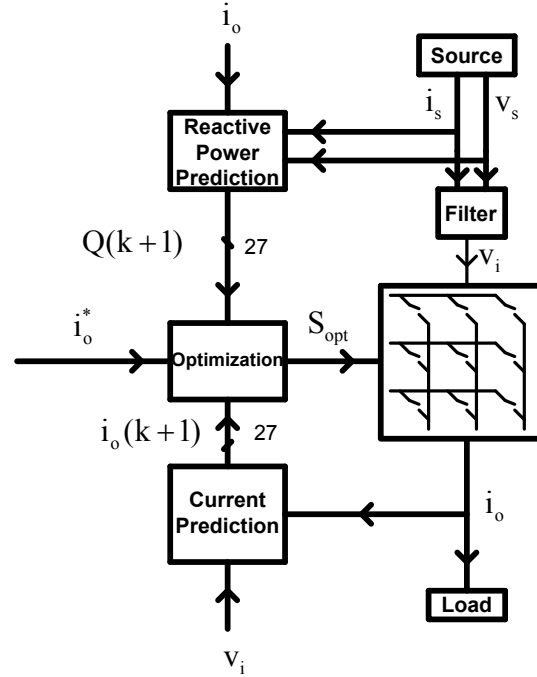 i_o
Source
i_s
v_s
Reactive
Power
Prediction
Filter
Q(k+1)
27
v_i
i_o^*
S_opt
Optimization
i_o(k+1)
27
Current
Prediction
i_o
Load
v_i